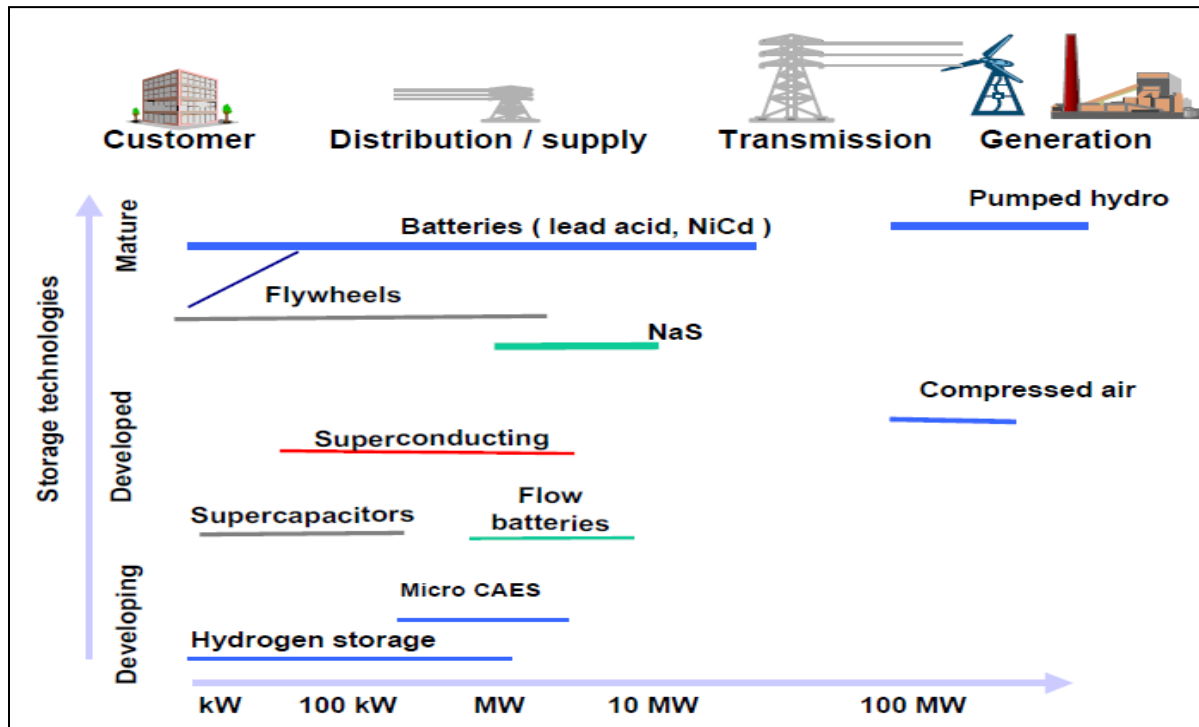 Customer
Distribution / supply
Transmission
Generation
Storage technologies
Mature
Developed
Developing
Pumped hydro
Batteries ( lead acid, NiCd )
Flywheels
NaS
Compressed air
Superconducting
Supercapacitors
Flow
batteries
Micro CAES
Hydrogen storage
kW
100 kW
MW
10 MW
100 MW